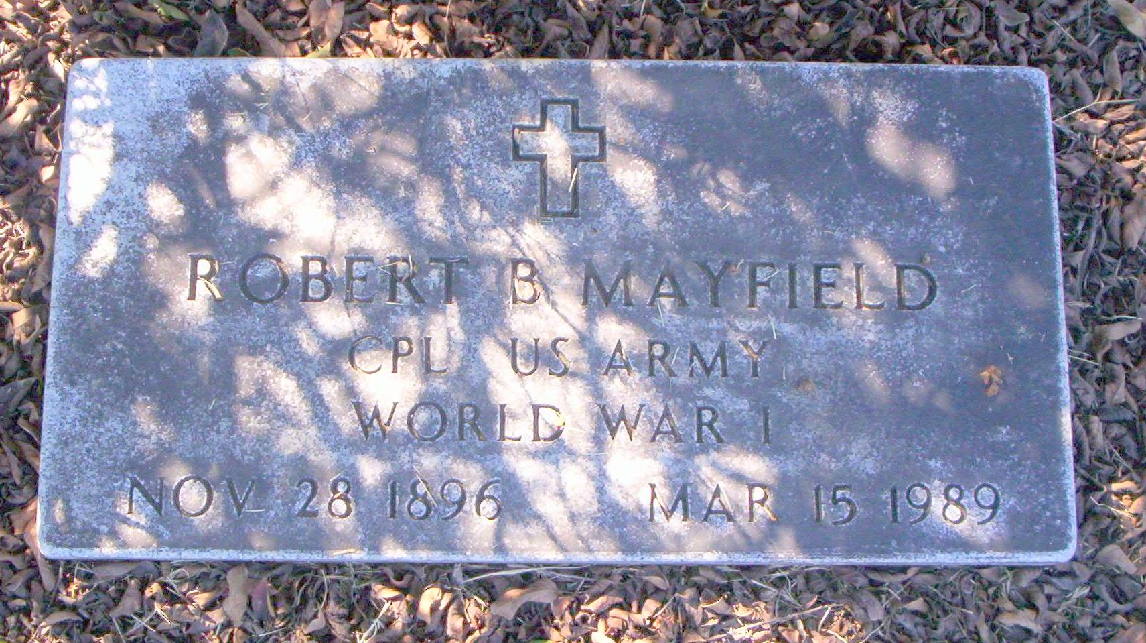 ROBERT B MAYFIELD
CPL US ARMY
WORLD WAR I
NOV 28 1896 MAR 15 1989